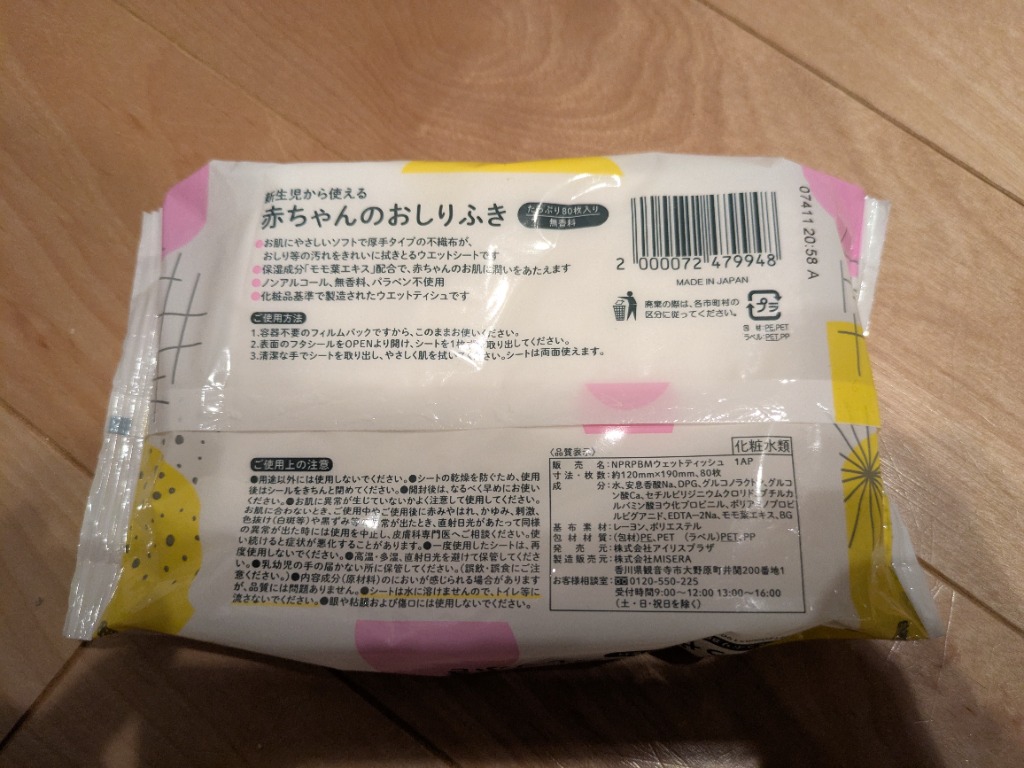 新生児から使える
赤ちゃんのおしりふき
たっぷり80枚入り
無香料
●お肌にやさしいソフトで厚手タイプの不織布が、
おしり等の汚れをきれいに拭きとるウエットシートです
●保湿成分「モモ葉エキス」配合で、赤ちゃんのお肌に潤いをあたえます
●ノンアルコール、無香料、パラベン不使用
●化粧品基準で製造されたウエットティシュです
ご使用方法
1.容器不要のフィルムパックですから、このままお使いください。
2.表面のフタシールをOPENより開け、シートを1枚ずつ取り出してください。
3.清潔な手でシートを取り出し、やさしく肌を拭いてください。シートは両面使えます。
2 000072 479948
MADE IN JAPAN
廃棄の際は、各市町村の
区分に従ってください。
プラ
包 材:PE,PET
ラベル:PET,PP
07411 20:58 A
ご使用上の注意
●用途以外には使用しないでください。●シートの乾燥を防ぐため、使用
後はシールをきちんと閉めてください。●開封後は、なるべく早めにお使い
ください。●お肌に異常が生じていないかよく注意して使用してください。
お肌に合わないとき、ご使用中やご使用後に赤みやはれ、かゆみ、刺激、
色抜け(白斑等)や黒ずみ等の異常が出たとき、直射日光があたって同様
の異常が出た時には使用を中止し、皮膚科専門医へご相談ください。使
い続けると症状が悪化することがあります。●一度使用したシートは、再
度使用しないでください。●高温・多湿、直射日光を避けて保管してくださ
い。●乳幼児の手の届かない所に保管してください。(誤飲・誤食にご注
意ください。)●内容成分(原材料)のにおいが感じられる場合があります
が、品質には問題ありません。●シートは水に溶けませんので、トイレ等に
流さないでください。●眼や粘膜および傷口には使用しないでください。
〈品質表示〉
化粧水類
販売名:NPRPBMウェットティッシュ 1AP
寸法・枚数:約120mm×190mm、80枚
成分:水、安息香酸Na、DPG、グルコノラクトン、グルコ
ン酸Ca、セチルピリジニウムクロリド、ブチルカ
ルバミン酸ヨウ化プロピニル、ポリアミノプロピ
ルビグアニド、EDTA-2Na、モモ葉エキス、BG
基布素材:レーヨン、ポリエステル
包材材質:(包材)PE、PET (ラベル)PET、PP
発売元:株式会社アイリスプラザ
製造販売元:株式会社MISERA
香川県観音寺市大野原町井関200番地1
お客様相談室:0120-550-225
受付時間9:00〜12:00 13:00〜16:00
(土・日・祝日を除く)